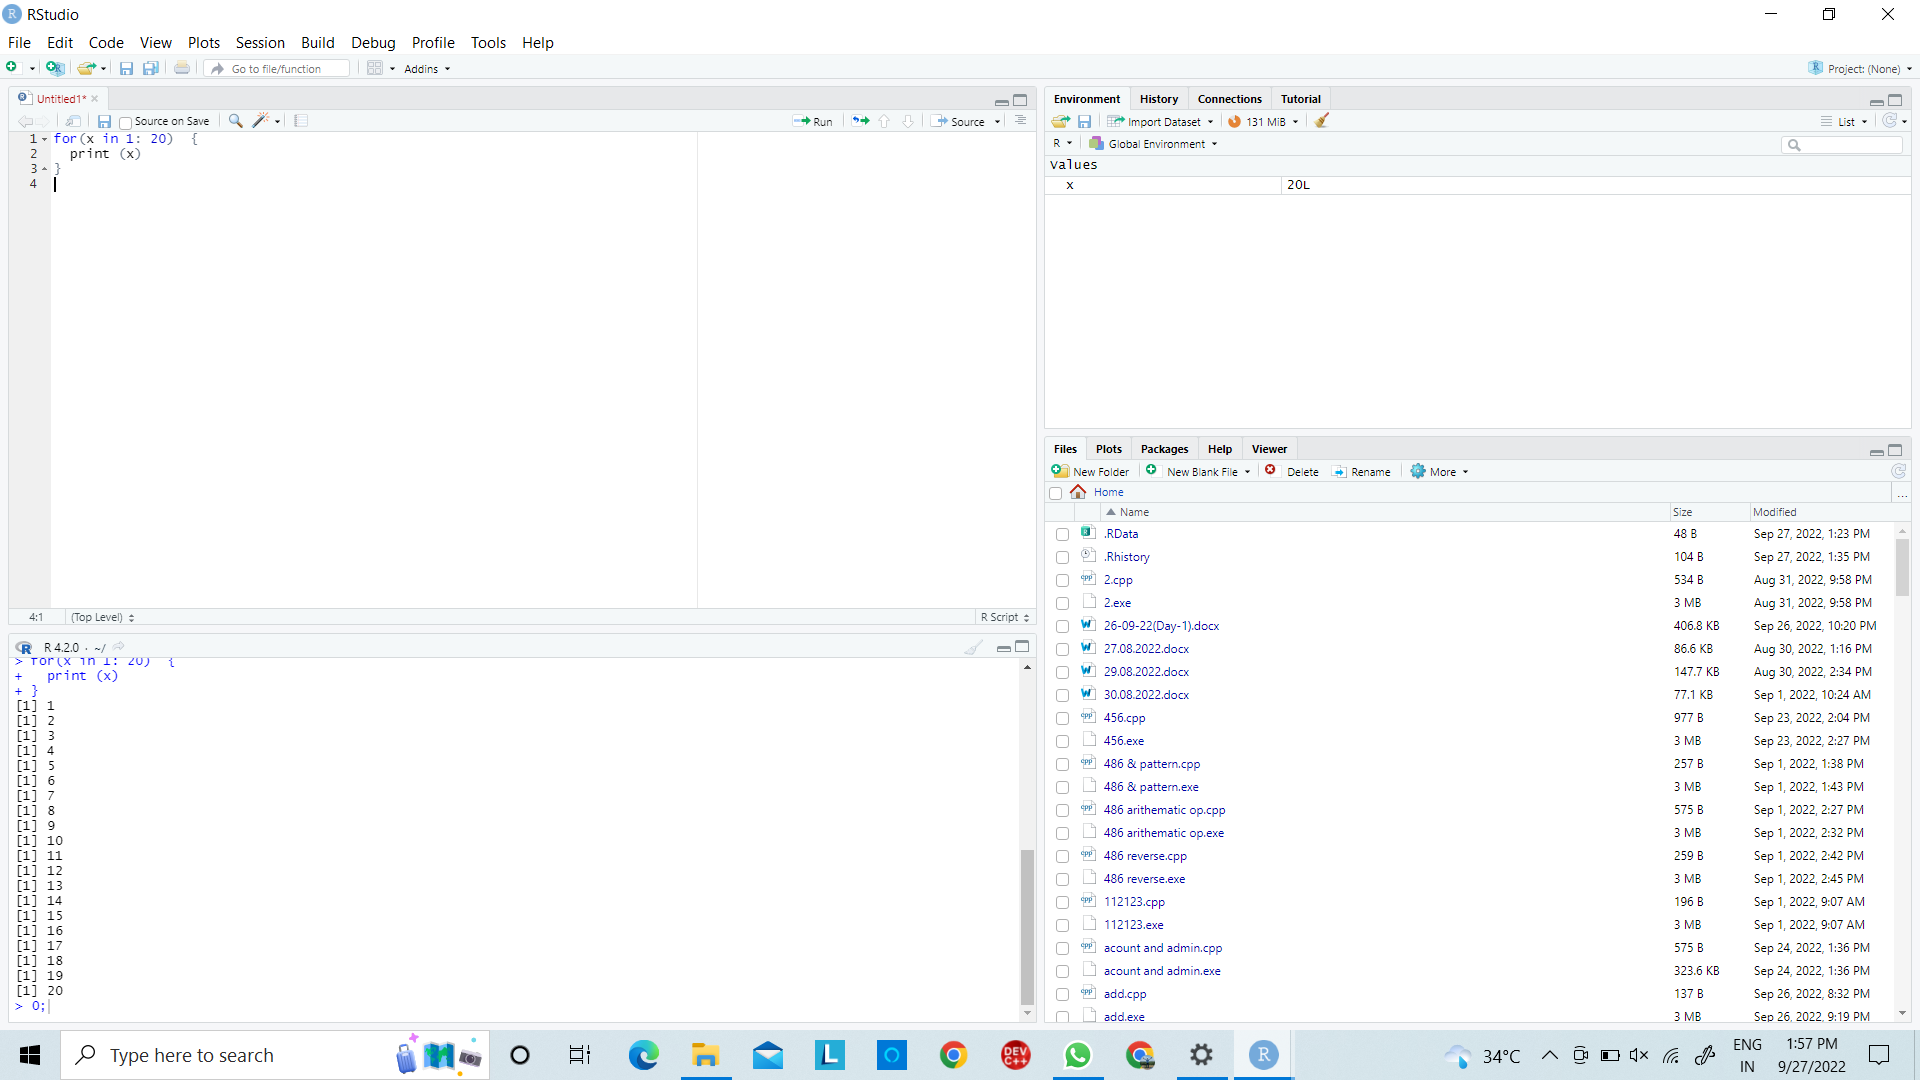 RStudio
File Edit Code View Plots Session Build Debug Profile Tools Help
Go to file/function Addins Project: (None)
Untitled1*
Source on Save Run Source
1 for(x in 1: 20)  {
2   print (x)
3 }
4
4:1 (Top Level) R Script
R 4.2.0 · ~/
> for(x in 1: 20)  {
+   print (x)
+ }
[1] 1
[1] 2
[1] 3
[1] 4
[1] 5
[1] 6
[1] 7
[1] 8
[1] 9
[1] 10
[1] 11
[1] 12
[1] 13
[1] 14
[1] 15
[1] 16
[1] 17
[1] 18
[1] 19
[1] 20
> 0;
Environment History Connections Tutorial
Import Dataset 131 MiB List
R Global Environment
Values
x 20L
Files Plots Packages Help Viewer
New Folder New Blank File Delete Rename More
Home ...
Name Size Modified
.RData 48 B Sep 27, 2022, 1:23 PM
.Rhistory 104 B Sep 27, 2022, 1:35 PM
2.cpp 534 B Aug 31, 2022, 9:58 PM
2.exe 3 MB Aug 31, 2022, 9:58 PM
26-09-22(Day-1).docx 406.8 KB Sep 26, 2022, 10:20 PM
27.08.2022.docx 86.6 KB Aug 30, 2022, 1:16 PM
29.08.2022.docx 147.7 KB Aug 30, 2022, 2:34 PM
30.08.2022.docx 77.1 KB Sep 1, 2022, 10:24 AM
456.cpp 977 B Sep 23, 2022, 2:04 PM
456.exe 3 MB Sep 23, 2022, 2:27 PM
486 & pattern.cpp 257 B Sep 1, 2022, 1:38 PM
486 & pattern.exe 3 MB Sep 1, 2022, 1:43 PM
486 arithematic op.cpp 575 B Sep 1, 2022, 2:27 PM
486 arithematic op.exe 3 MB Sep 1, 2022, 2:32 PM
486 reverse.cpp 259 B Sep 1, 2022, 2:42 PM
486 reverse.exe 3 MB Sep 1, 2022, 2:45 PM
112123.cpp 196 B Sep 1, 2022, 9:07 AM
112123.exe 3 MB Sep 1, 2022, 9:07 AM
acount and admin.cpp 575 B Sep 24, 2022, 1:36 PM
acount and admin.exe 323.6 KB Sep 24, 2022, 1:36 PM
add.cpp 137 B Sep 26, 2022, 8:32 PM
add.exe 3 MB Sep 26, 2022, 9:19 PM
Type here to search L DEV C++ R 34°C ENG IN 1:57 PM 9/27/2022